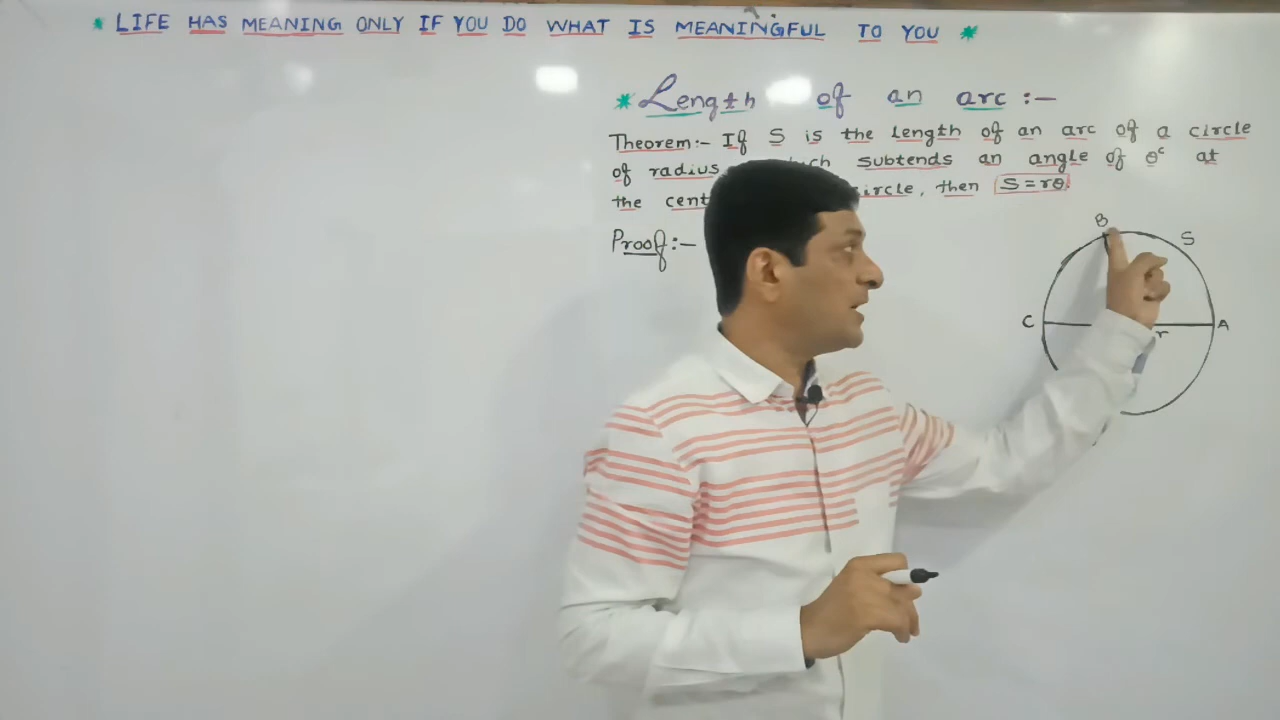 * LIFE HAS MEANING ONLY IF YOU DO WHAT IS MEANINGFUL TO YOU *
* Length of an arc :-
Theorem:- If S is the length of an arc of a circle
of radius subtends an angle of θᶜ at
the circle, then S=rθ.
Proof:-
B
S
C
A
r